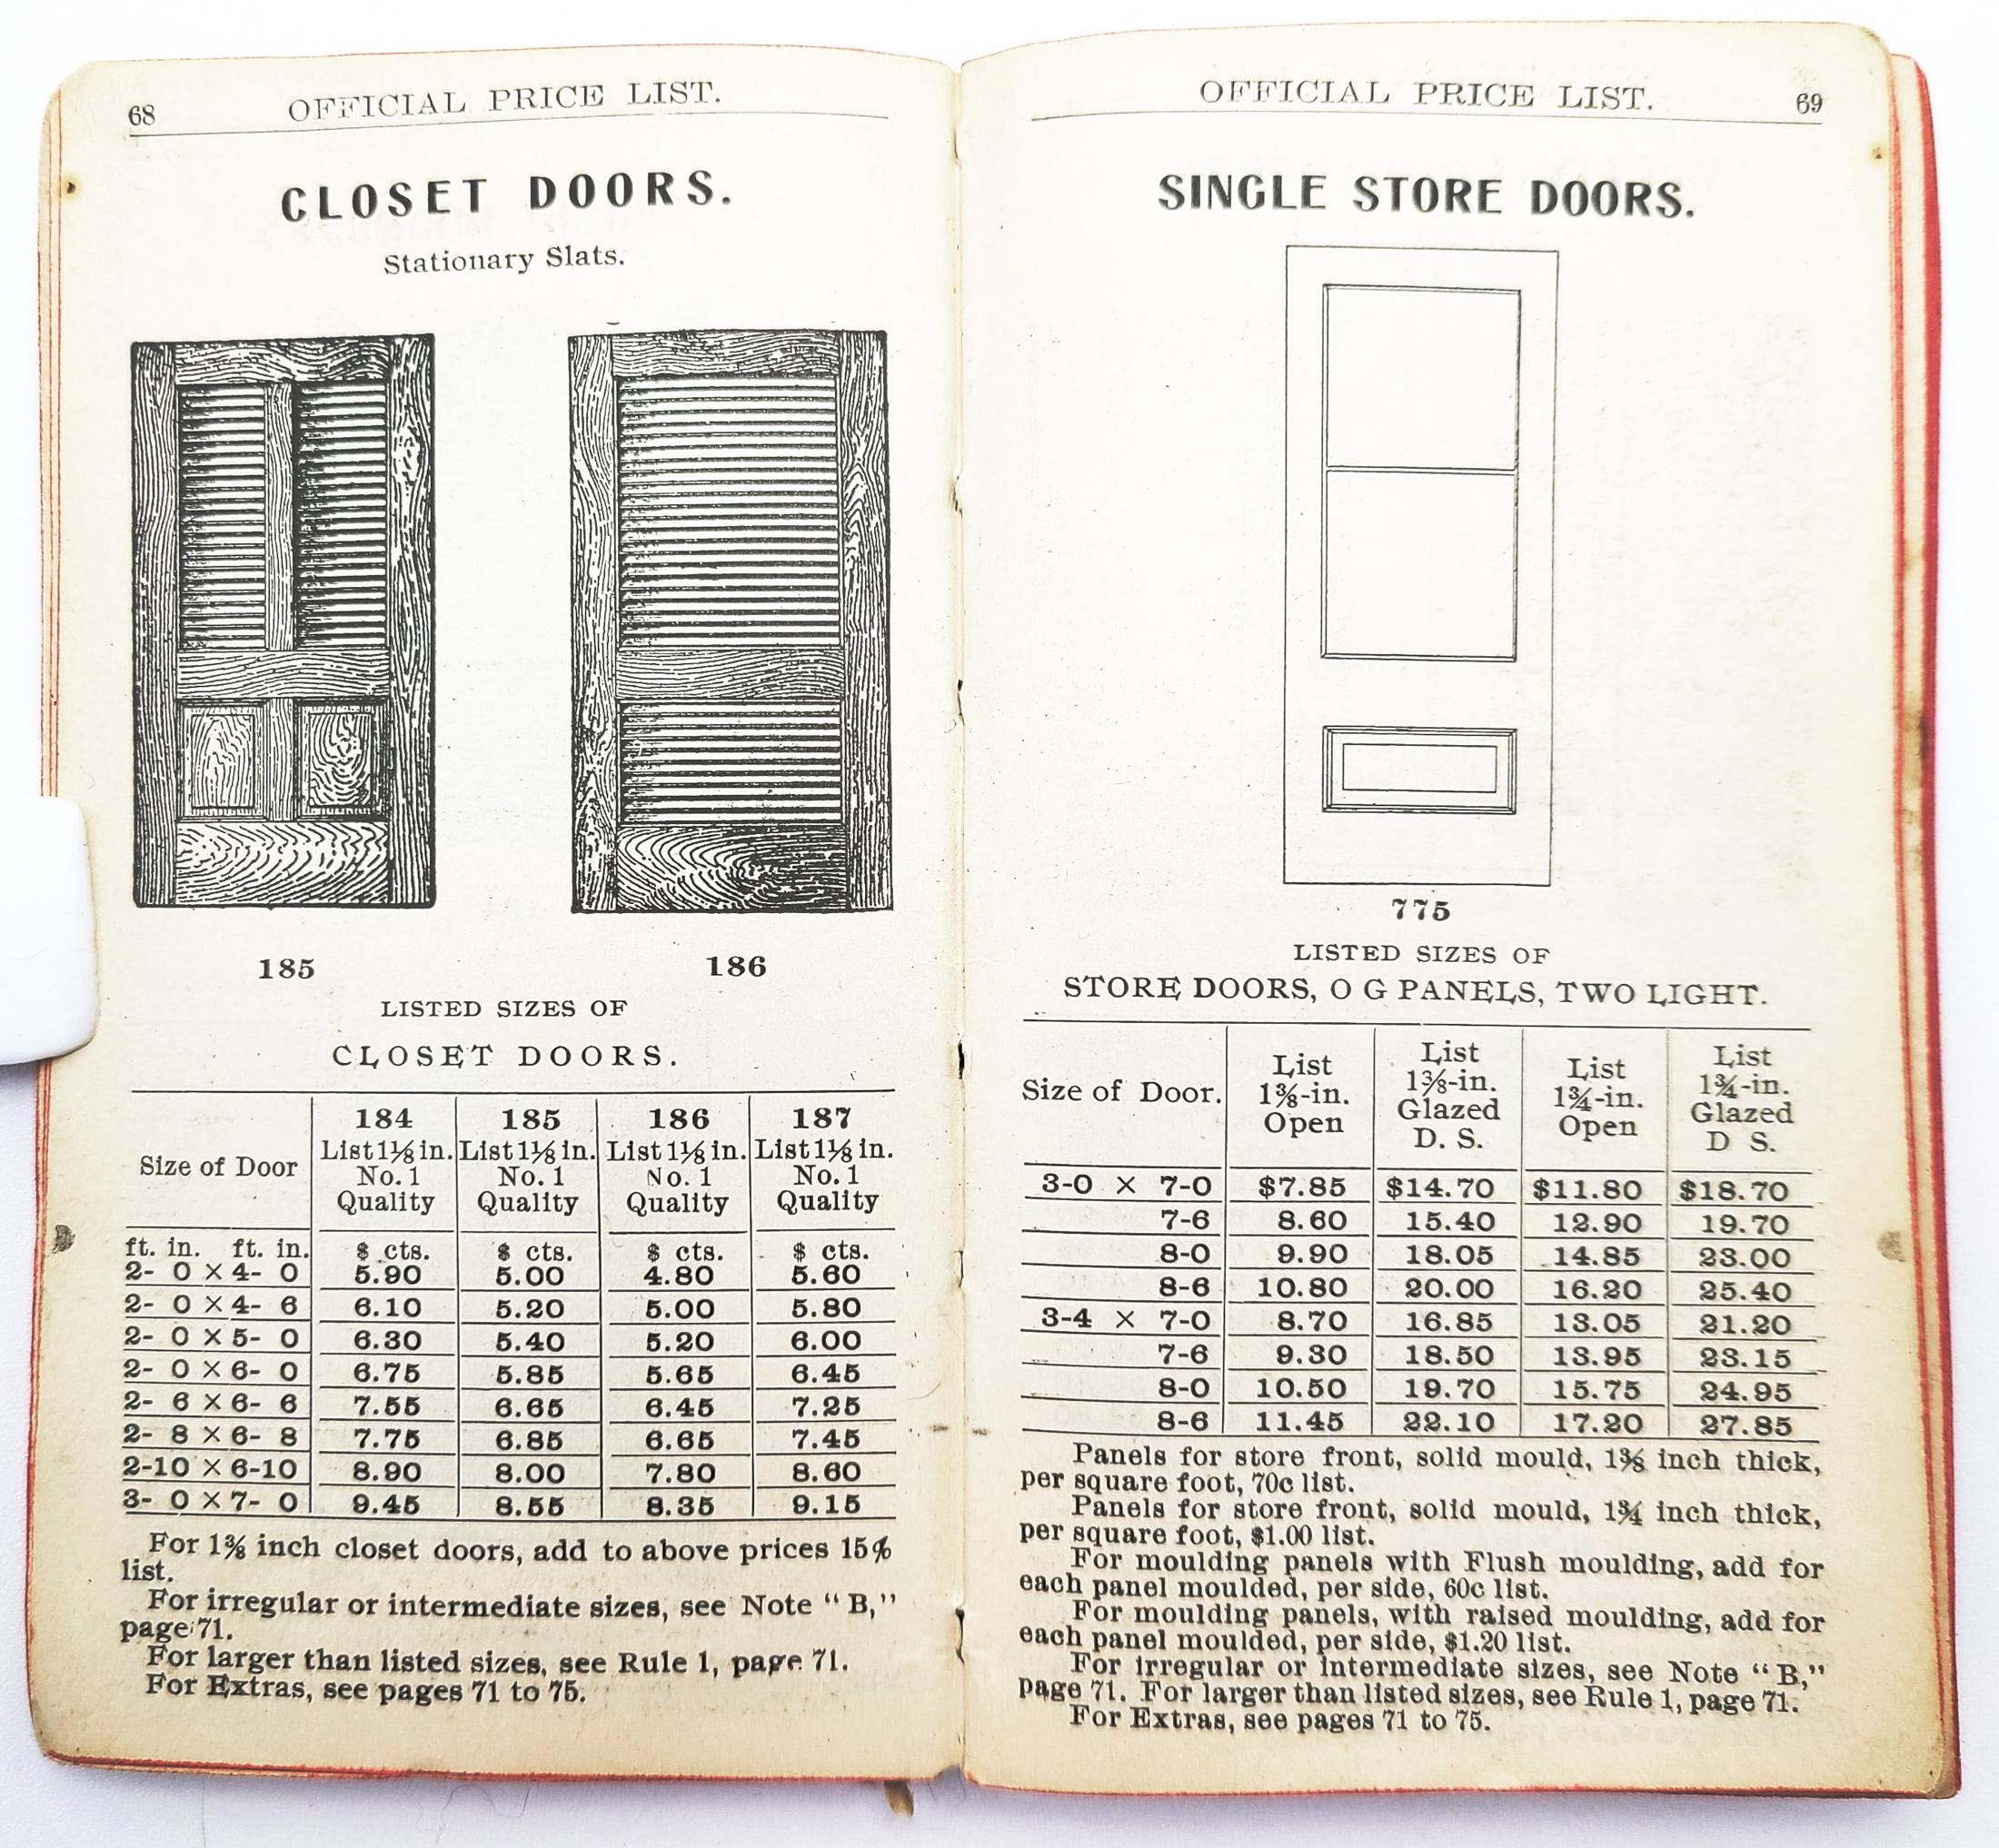 68 OFFICIAL PRICE LIST.
CLOSET DOORS.
Stationary Slats.
185 186
LISTED SIZES OF
CLOSET DOORS.
Size of Door 184 185 186 187
List 1⅛ in. List 1⅛ in. List 1⅛ in. List 1⅛ in.
No. 1 No. 1 No. 1 No. 1
Quality Quality Quality Quality
ft. in. ft. in. $ cts. $ cts. $ cts. $ cts.
2- 0 × 4- 0 5.90 5.00 4.80 5.60
2- 0 × 4- 6 6.10 5.20 5.00 5.80
2- 0 × 5- 0 6.30 5.40 5.20 6.00
2- 0 × 6- 0 6.75 5.85 5.65 6.45
2- 6 × 6- 6 7.55 6.65 6.45 7.25
2- 8 × 6- 8 7.75 6.85 6.65 7.45
2-10 × 6-10 8.90 8.00 7.80 8.60
3- 0 × 7- 0 9.45 8.55 8.35 9.15
For 1⅜ inch closet doors, add to above prices 15%
list.
For irregular or intermediate sizes, see Note "B,"
page 71.
For larger than listed sizes, see Rule 1, page 71.
For Extras, see pages 71 to 75.
OFFICIAL PRICE LIST. 69
SINGLE STORE DOORS.
775
LISTED SIZES OF
STORE DOORS, O G PANELS, TWO LIGHT.
Size of Door. List List List List
1⅜-in. 1⅜-in. 1¾-in. 1¾-in.
Open Glazed Open Glazed
D. S. D S.
3-0 × 7-0 $7.85 $14.70 $11.80 $18.70
7-6 8.60 15.40 12.90 19.70
8-0 9.90 18.05 14.85 23.00
8-6 10.80 20.00 16.20 25.40
3-4 × 7-0 8.70 16.85 13.05 21.20
7-6 9.30 18.50 13.95 23.15
8-0 10.50 19.70 15.75 24.95
8-6 11.45 22.10 17.20 27.85
Panels for store front, solid mould, 1⅜ inch thick,
per square foot, 70c list.
Panels for store front, solid mould, 1¾ inch thick,
per square foot, $1.00 list.
For moulding panels with Flush moulding, add for
each panel moulded, per side, 60c list.
For moulding panels, with raised moulding, add for
each panel moulded, per side, $1.20 list.
For irregular or intermediate sizes, see Note "B,"
page 71. For larger than listed sizes, see Rule 1, page 71.
For Extras, see pages 71 to 75.